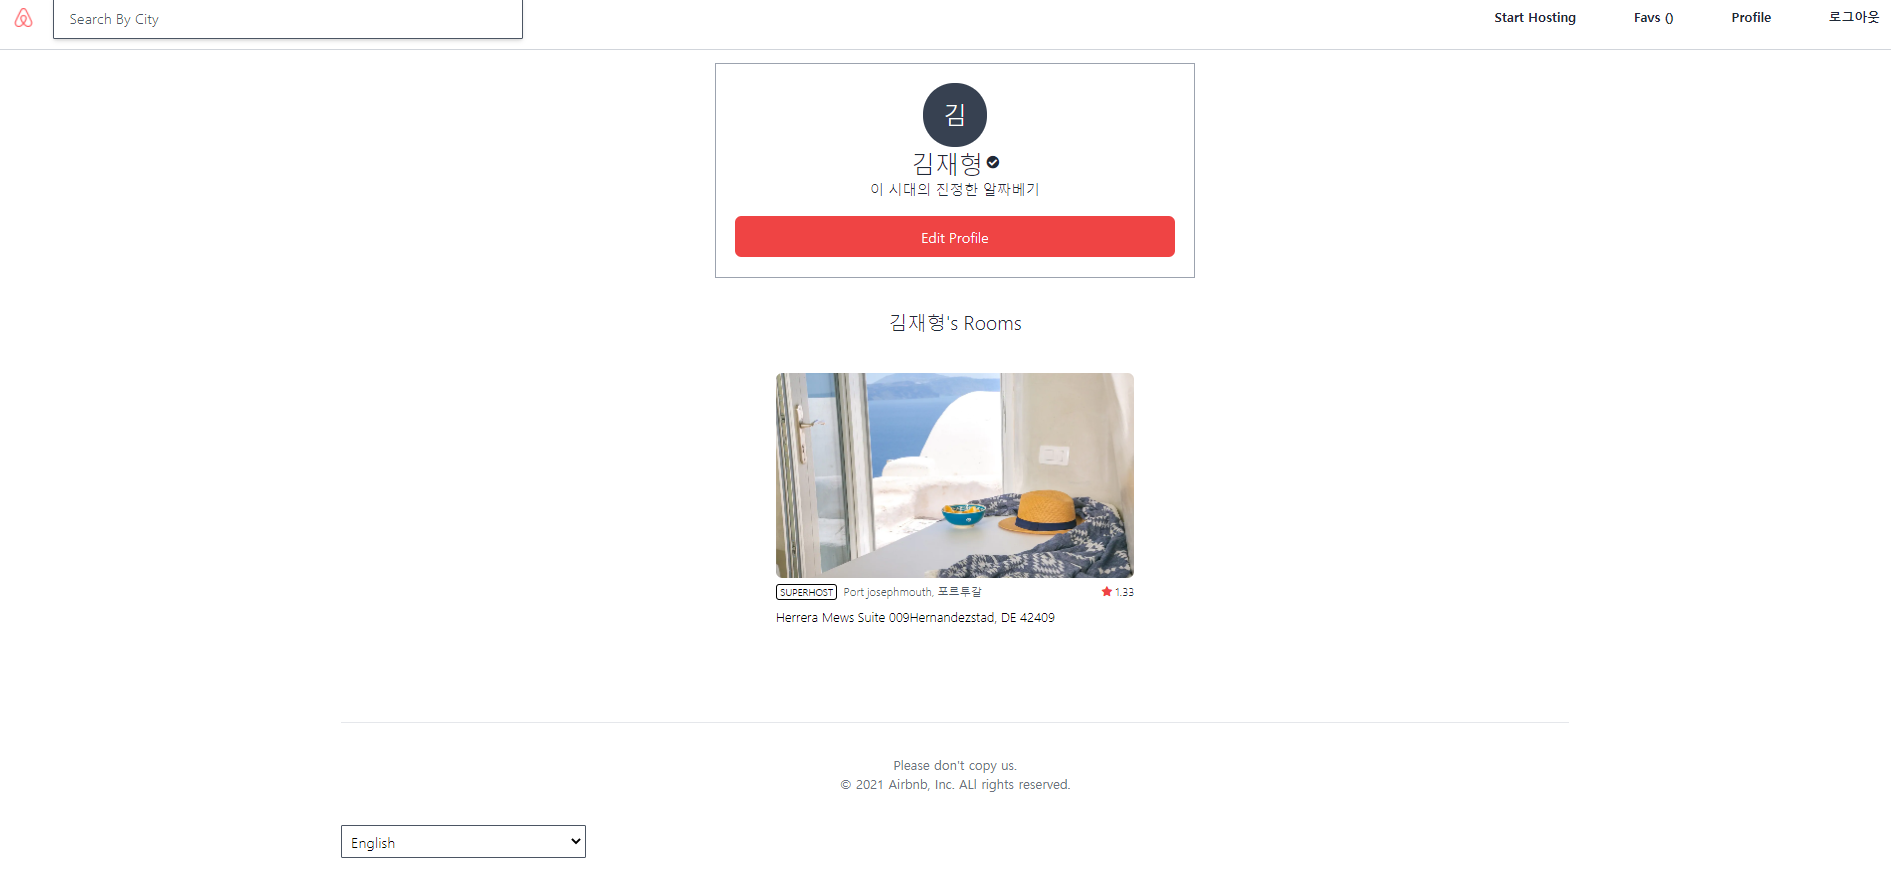 Search By City
Start Hosting
Favs ()
Profile
로그아웃
김
김재형
이 시대의 진정한 알짜베기
Edit Profile
김재형's Rooms
SUPERHOST Port josephmouth, 포르투갈 1.33
Herrera Mews Suite 009Hernandezstad, DE 42409
Please don't copy us.
© 2021 Airbnb, Inc. ALl rights reserved.
English